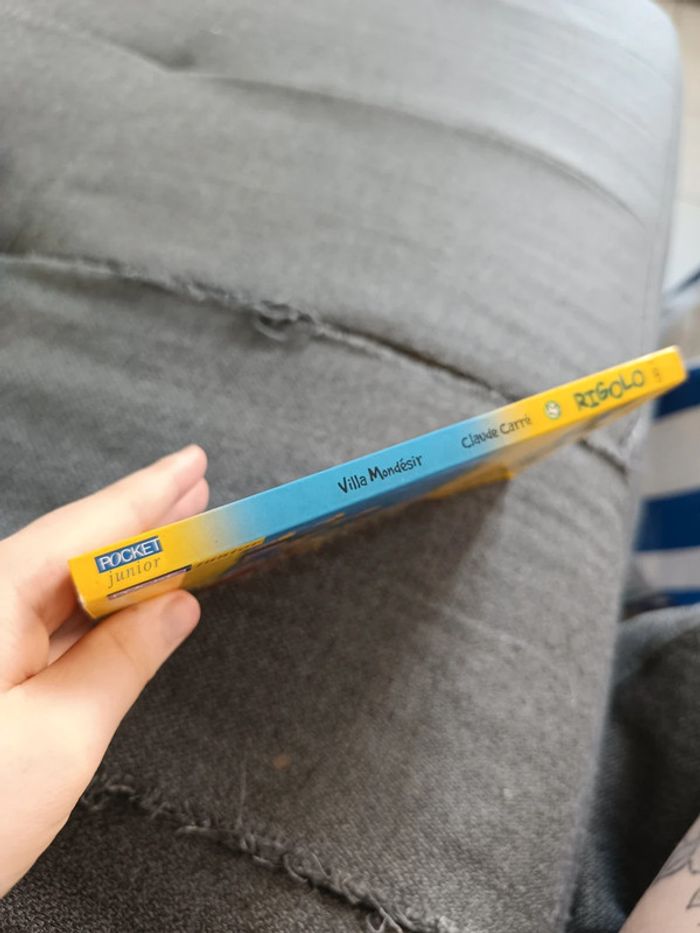 POCKET
junior
Villa Mondésir
Claude Carré
RIGOLO